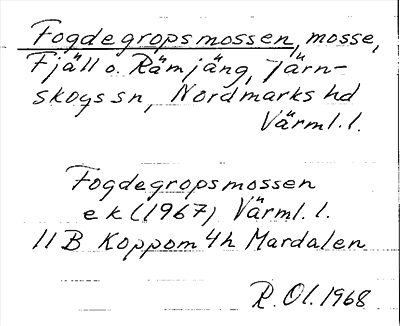 Fogdegropsmossen, mosse,
Fjäll o. Rämjäng, Järn-
skogs sn, Nordmarks hd
Värml. l.
Fogdegropsmossen
ek (1967) Värml. l.
11B Koppom 4h Mardalen
R. Ol. 1968